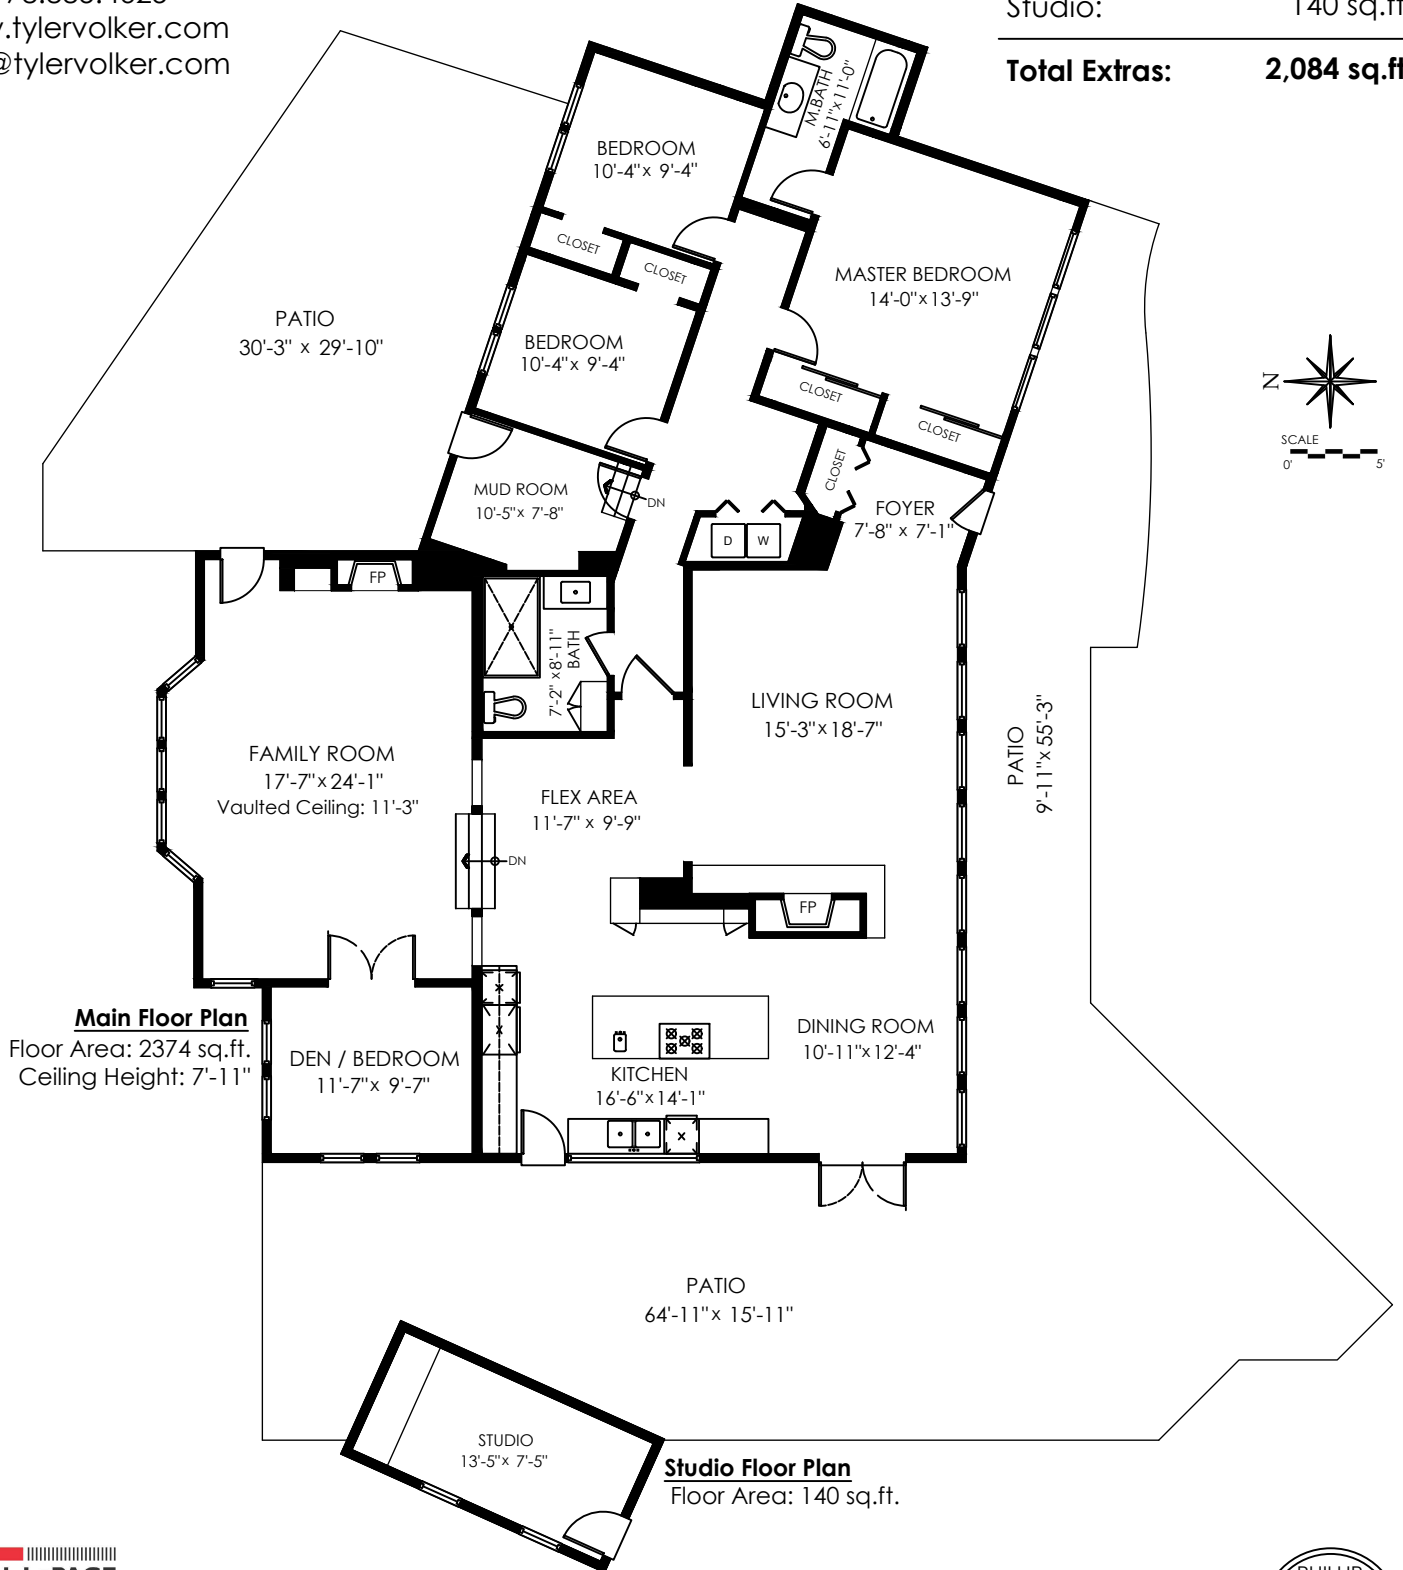 .tylervolker.com
@tylervolker.com
Studio: 140 sq.ft
Total Extras: 2,084 sq.ft
M.BATH
6'-11"x11'-0"
BEDROOM
10'-4"x 9'-4"
CLOSET
CLOSET
MASTER BEDROOM
14'-0"x13'-9"
PATIO
30'-3" x 29'-10"
BEDROOM
10'-4"x 9'-4"
CLOSET
CLOSET
N
SCALE
0' 5'
CLOSET
MUD ROOM
10'-5"x 7'-8"
DN
FOYER
7'-8" x 7'-1"
D W
FP
7'-2" x8'-11"
BATH
LIVING ROOM
15'-3"x18'-7"
PATIO
9'-11"x 55'-3"
FAMILY ROOM
17'-7"x 24'-1"
Vaulted Ceiling: 11'-3"
FLEX AREA
11'-7" x 9'-9"
DN
FP
Main Floor Plan
Floor Area: 2374 sq.ft.
Ceiling Height: 7'-11"
DEN / BEDROOM
11'-7"x 9'-7"
DINING ROOM
10'-11"x12'-4"
KITCHEN
16'-6"x14'-1"
PATIO
64'-11"x 15'-11"
STUDIO
13'-5"x 7'-5"
Studio Floor Plan
Floor Area: 140 sq.ft.